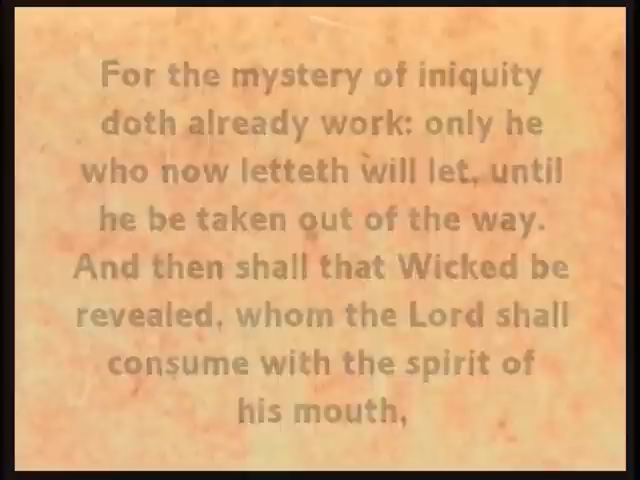 For the mystery of iniquity
doth already work: only he
who now letteth will let, until
he be taken out of the way.
And then shall that Wicked be
revealed, whom the Lord shall
consume with the spirit of
his mouth,